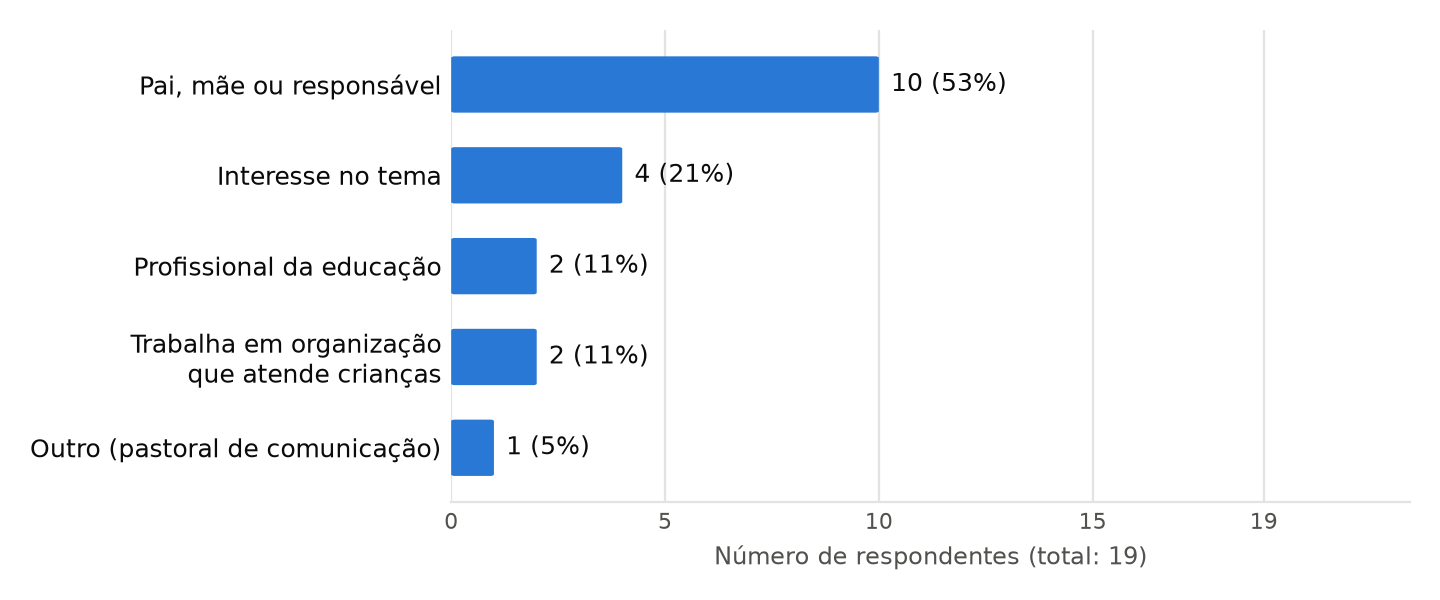 Pai, mãe ou responsável
10 (53%)
Interesse no tema
4 (21%)
Profissional da educação
2 (11%)
Trabalha em organização
que atende crianças
2 (11%)
Outro (pastoral de comunicação)
1 (5%)
0
5
10
15
19
Número de respondentes (total: 19)